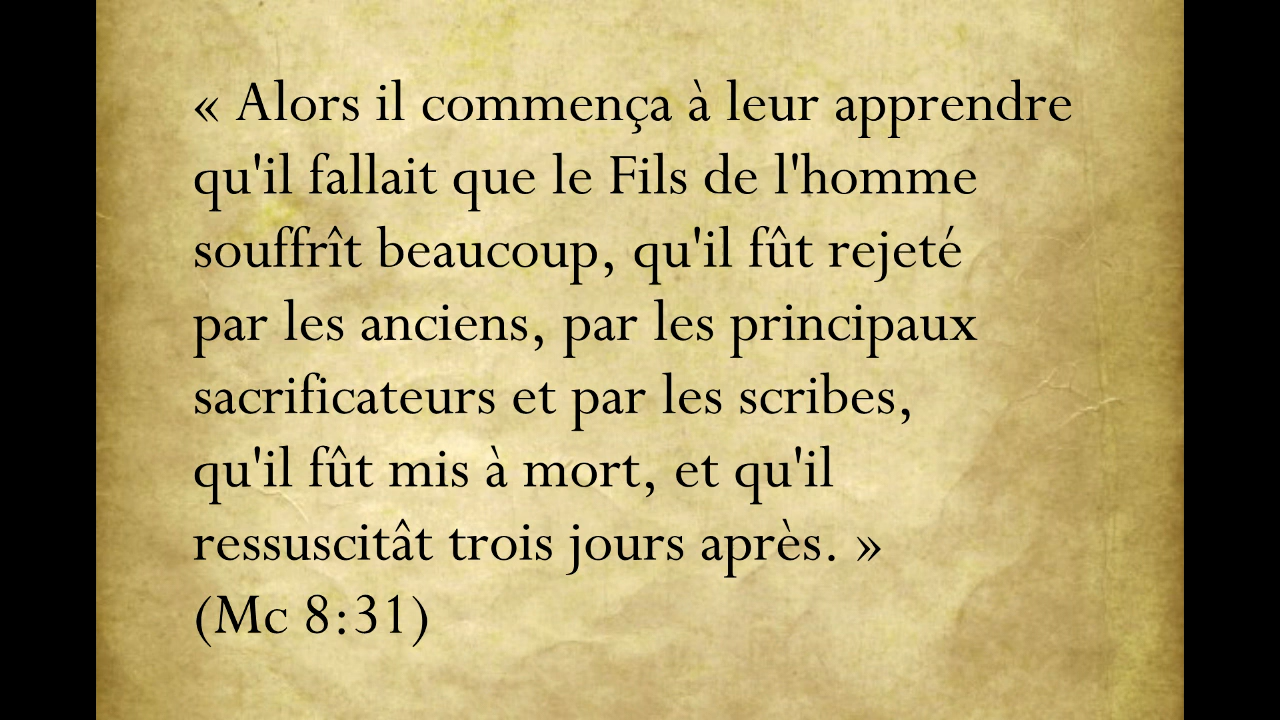 « Alors il commença à leur apprendre
qu'il fallait que le Fils de l'homme
souffrît beaucoup, qu'il fût rejeté
par les anciens, par les principaux
sacrificateurs et par les scribes,
qu'il fût mis à mort, et qu'il
ressuscitât trois jours après. »
(Mc 8:31)